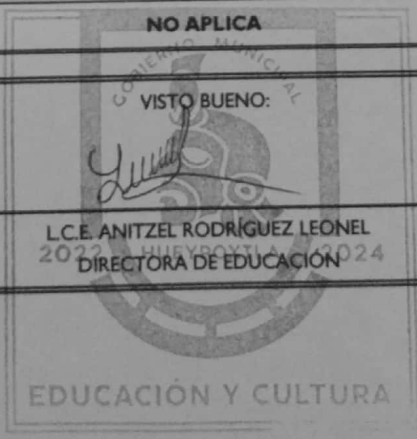 NO APLICA
GOBIERNO MUNICIPAL
VISTO BUENO:
L.C.E. ANITZEL RODRÍGUEZ LEONEL
2022 HUEYPOXTLA 2024
DIRECTORA DE EDUCACIÓN
EDUCACIÓN Y CULTURA